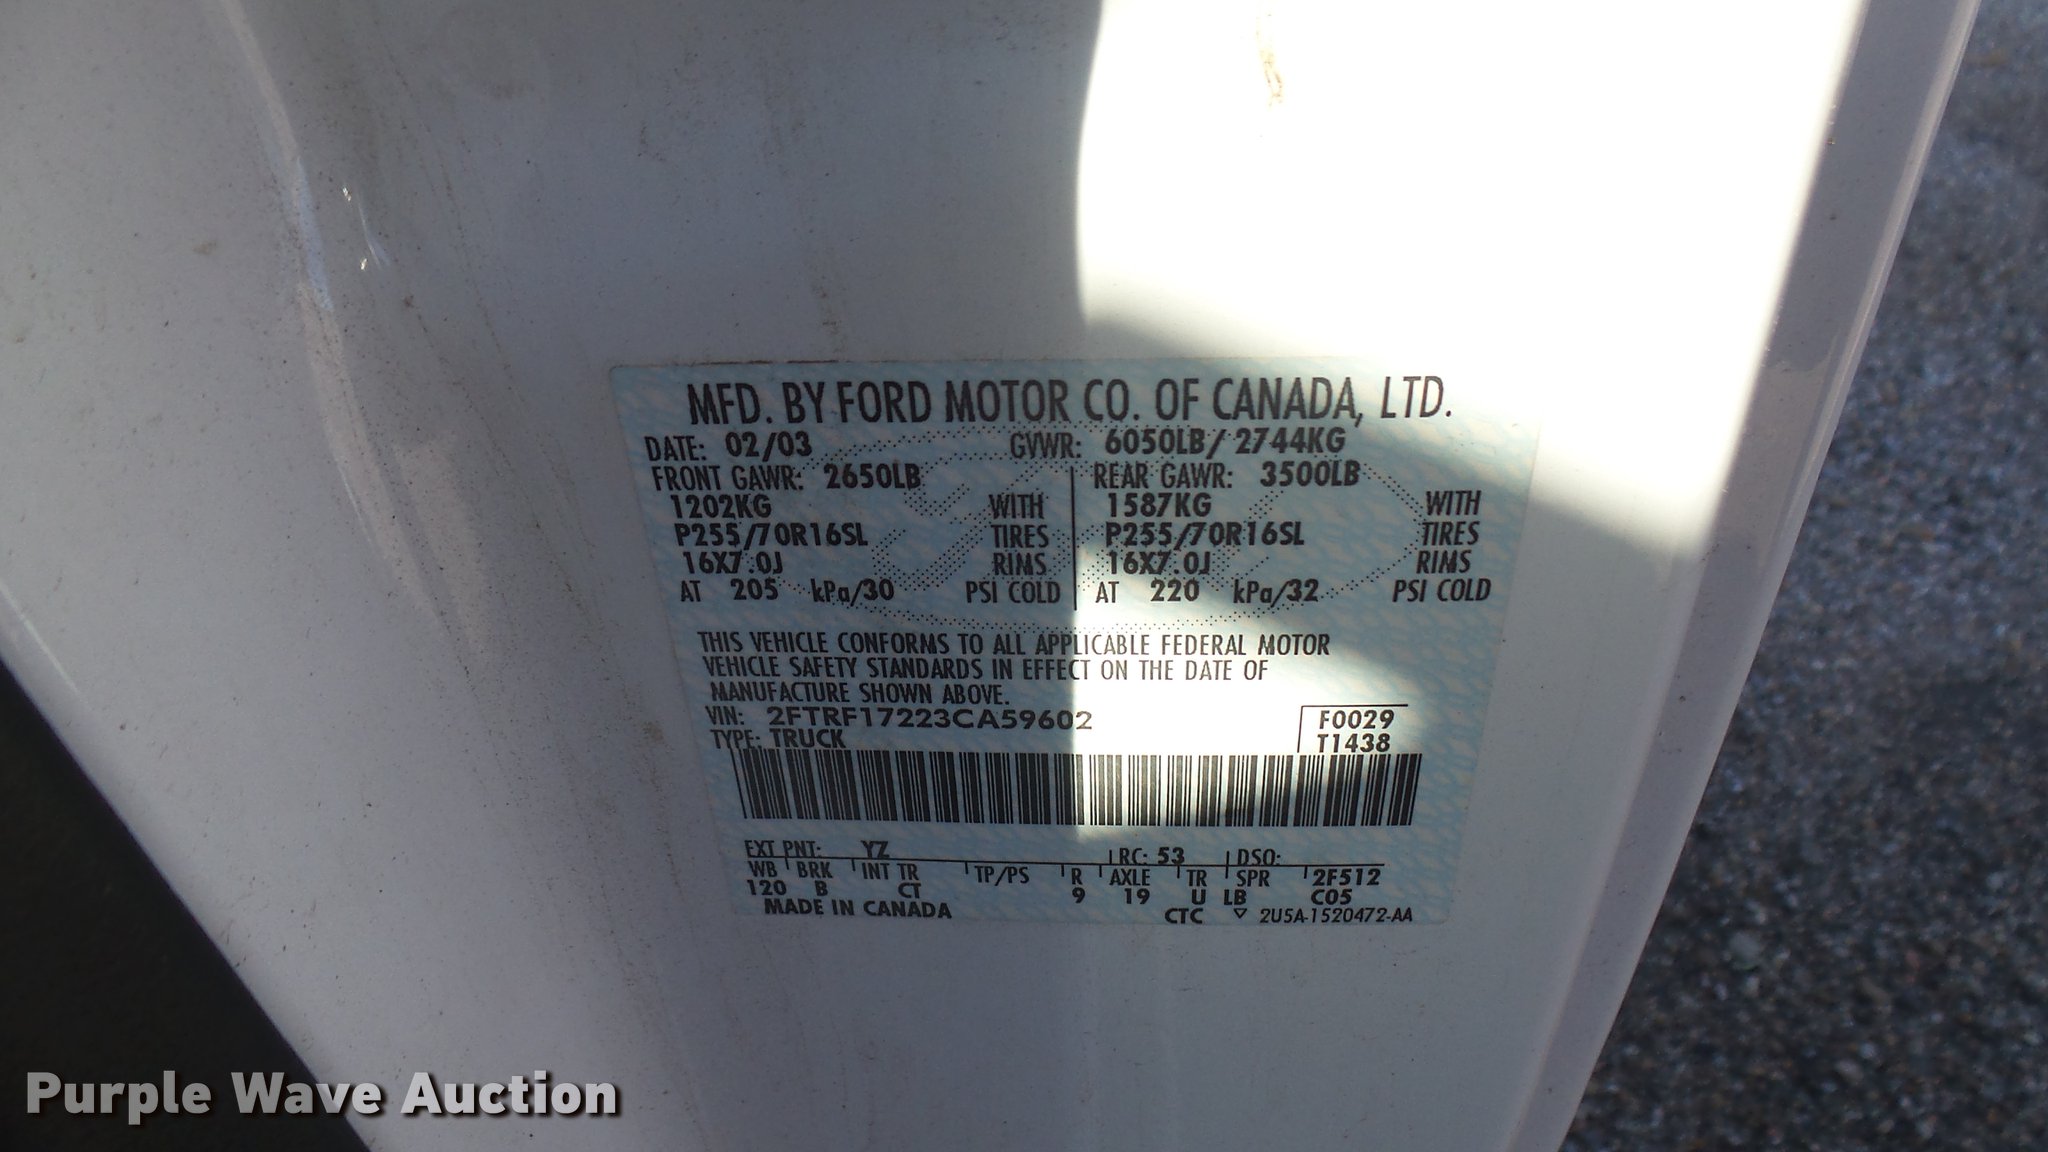 MFD. BY FORD MOTOR CO. OF CANADA, LTD.
DATE: 02/03 GVWR: 6050LB/ 2744KG
FRONT GAWR: 2650LB REAR GAWR: 3500LB
1202KG WITH 1587KG WITH
P255/70R16SL TIRES P255/70R16SL TIRES
16X7.0J RIMS 16X7.0J RIMS
AT 205 kPa/30 PSI COLD AT 220 kPa/32 PSI COLD
THIS VEHICLE CONFORMS TO ALL APPLICABLE FEDERAL MOTOR
VEHICLE SAFETY STANDARDS IN EFFECT ON THE DATE OF
MANUFACTURE SHOWN ABOVE.
VIN: 2FTRF17223CA59602 F0029
TYPE: TRUCK T1438
EXT PNT: YZ RC: 53 DSO:
WB BRK INT TR TP/PS R AXLE TR SPR 2F512
120 B CT 9 19 U LB C05
MADE IN CANADA CTC 2U5A-1520472-AA
Purple Wave Auction